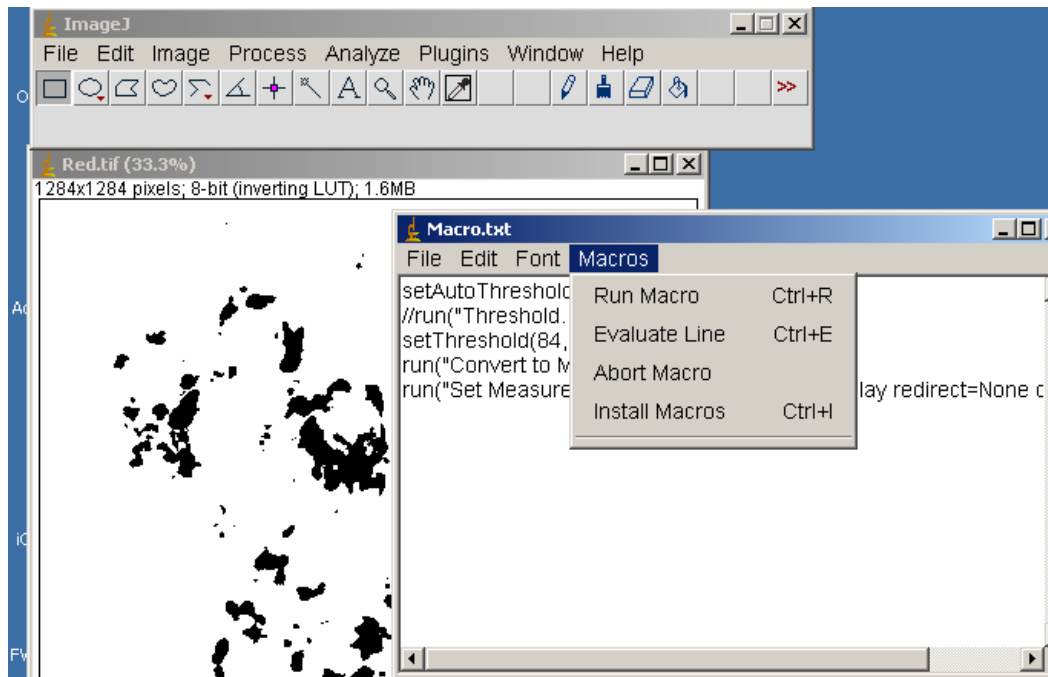 ImageJ
File Edit Image Process Analyze Plugins Window Help
A
>>
Red.tif (33.3%)
1284x1284 pixels; 8-bit (inverting LUT); 1.6MB
Macro.txt
File Edit Font Macros
setAutoThreshold
//run("Threshold.
setThreshold(84,
run("Convert to M
run("Set Measure lay redirect=None c
Run Macro Ctrl+R
Evaluate Line Ctrl+E
Abort Macro
Install Macros Ctrl+I